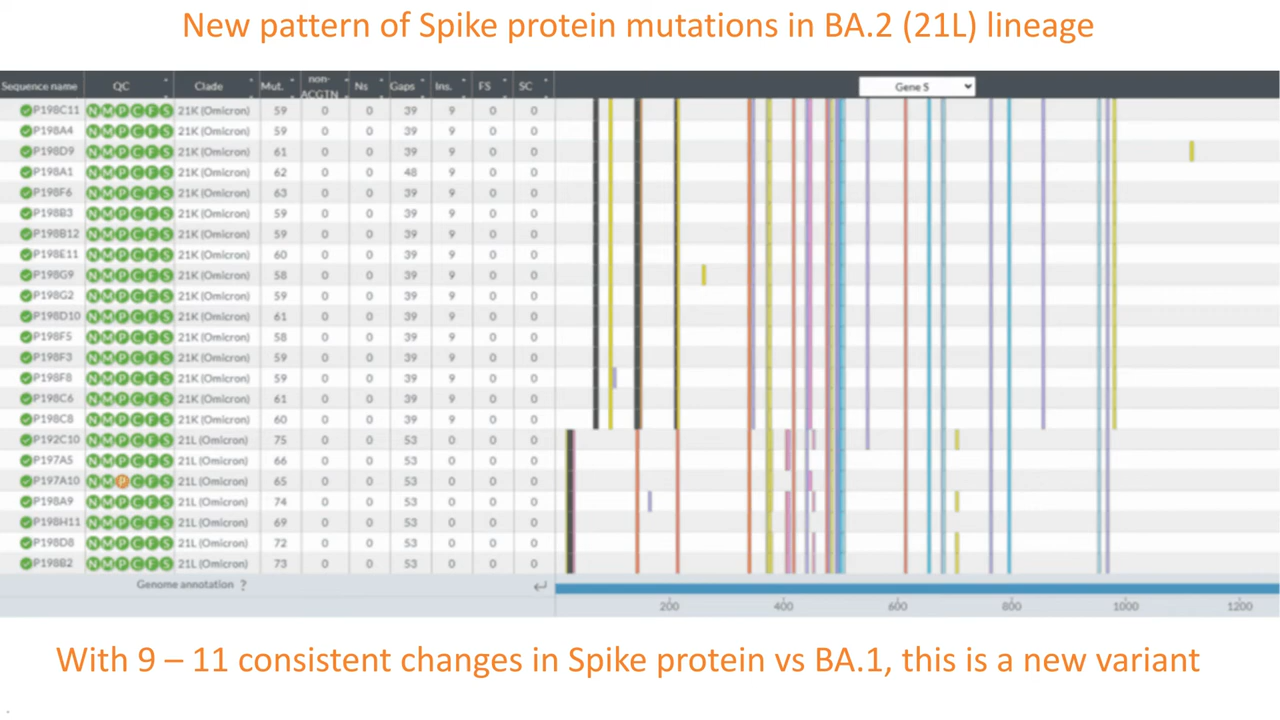 New pattern of Spike protein mutations in BA.2 (21L) lineage
Sequence name QC Clade Mut. non-ACGTN Ns Gaps Ins. FS SC Gene S
P198C11 N M P C F S 21K (Omicron) 59 0 0 39 9 0 0
P198A4 N M P C F S 21K (Omicron) 59 0 0 39 9 0 0
P198D9 N M P C F S 21K (Omicron) 61 0 0 39 9 0 0
P198A1 N M P C F S 21K (Omicron) 62 0 0 48 9 0 0
P198F6 N M P C F S 21K (Omicron) 63 0 0 39 9 0 0
P198B3 N M P C F S 21K (Omicron) 59 0 0 39 9 0 0
P198B12 N M P C F S 21K (Omicron) 59 0 0 39 9 0 0
P198E11 N M P C F S 21K (Omicron) 60 0 0 39 9 0 0
P198G9 N M P C F S 21K (Omicron) 58 0 0 39 9 0 0
P198G2 N M P C F S 21K (Omicron) 59 0 0 39 9 0 0
P198D10 N M P C F S 21K (Omicron) 61 0 0 39 9 0 0
P198F5 N M P C F S 21K (Omicron) 58 0 0 39 9 0 0
P198F3 N M P C F S 21K (Omicron) 59 0 0 39 9 0 0
P198F8 N M P C F S 21K (Omicron) 59 0 0 39 9 0 0
P198C6 N M P C F S 21K (Omicron) 61 0 0 39 9 0 0
P198C8 N M P C F S 21K (Omicron) 60 0 0 39 9 0 0
P192C10 N M P C F S 21L (Omicron) 75 0 0 53 0 0 0
P197A5 N M P C F S 21L (Omicron) 66 0 0 53 0 0 0
P197A10 N M P C F S 21L (Omicron) 65 0 0 53 0 0 0
P198A9 N M P C F S 21L (Omicron) 74 0 0 53 0 0 0
P198H11 N M P C F S 21L (Omicron) 69 0 0 53 0 0 0
P198D8 N M P C F S 21L (Omicron) 72 0 0 53 0 0 0
P198B2 N M P C F S 21L (Omicron) 73 0 0 53 0 0 0
Genome annotation ?
200 400 600 800 1000 1200
With 9 – 11 consistent changes in Spike protein vs BA.1, this is a new variant